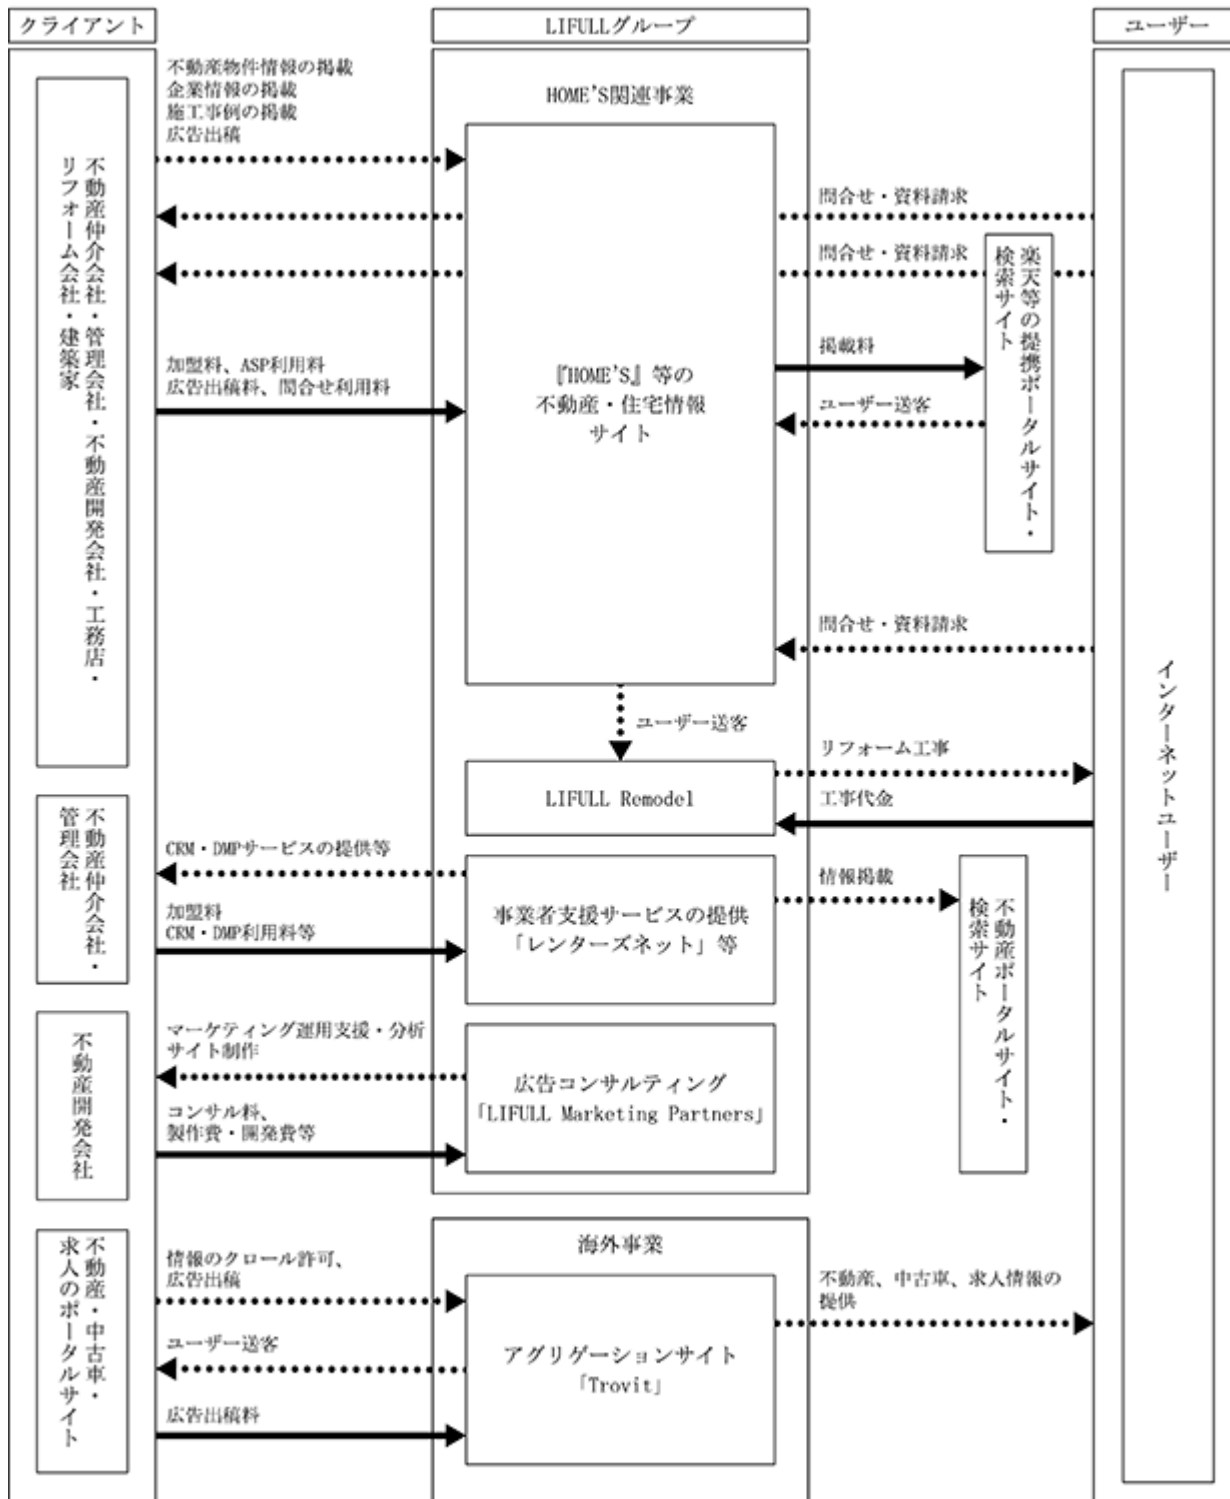 クライアント
LIFULLグループ
ユーザー
不動産仲介会社・管理会社・不動産開発会社・工務店・
リフォーム会社・建築家
不動産物件情報の掲載
企業情報の掲載
施工事例の掲載
広告出稿
HOME'S関連事業
問合せ・資料請求
問合せ・資料請求
楽天等の提携ポータルサイト・
検索サイト
加盟料、ASP利用料
広告出稿料、問合せ利用料
『HOME'S』等の
不動産・住宅情報
サイト
掲載料
ユーザー送客
問合せ・資料請求
インターネットユーザー
ユーザー送客
LIFULL Remodel
リフォーム工事
工事代金
不動産仲介会社・
管理会社
CRM・DMPサービスの提供等
加盟料
CRM・DMP利用料等
事業者支援サービスの提供
「レンターズネット」等
情報掲載
不動産ポータルサイト・
検索サイト
不動産開発会社
マーケティング運用支援・分析
サイト制作
コンサル料、
製作費・開発費等
広告コンサルティング
「LIFULL Marketing Partners」
海外事業
不動産・中古車・
求人のポータルサイト
情報のクロール許可、
広告出稿
ユーザー送客
広告出稿料
アグリゲーションサイト
「Trovit」
不動産、中古車、求人情報の
提供